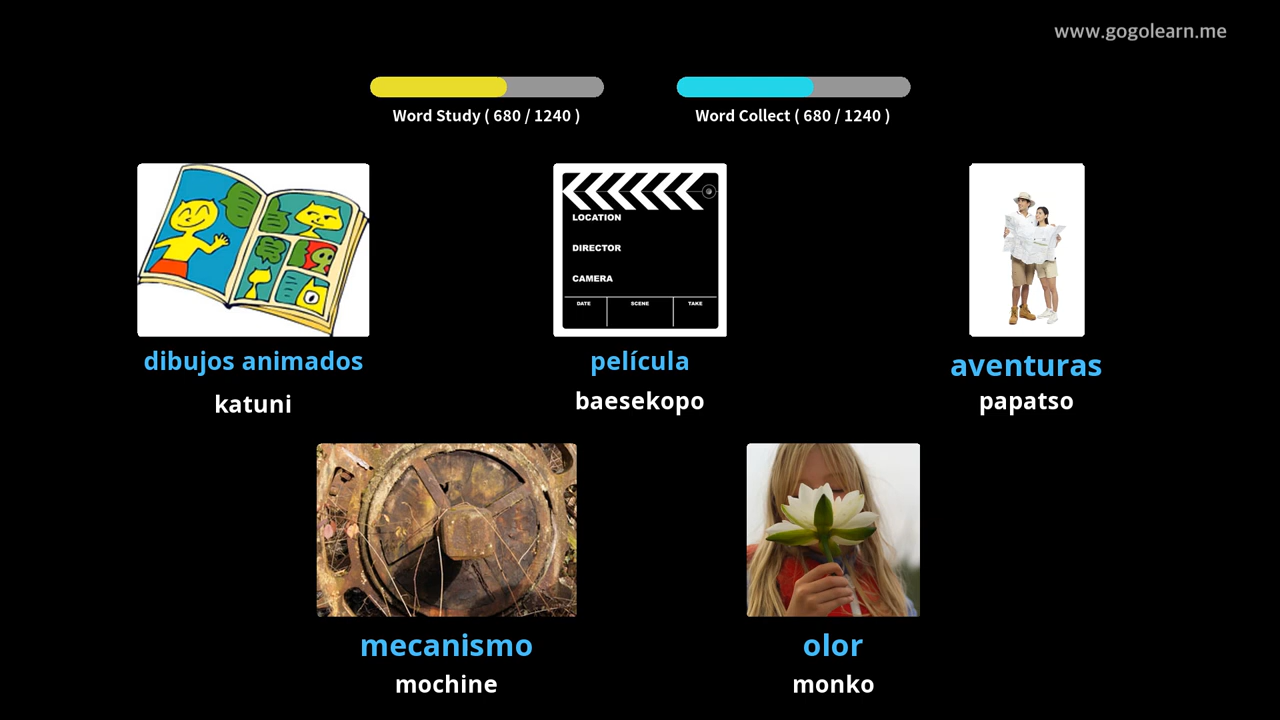 www.gogolearn.me
Word Study ( 680 / 1240 )
Word Collect ( 680 / 1240 )
LOCATION
DIRECTOR
CAMERA
DATE SCENE TAKE
dibujos animados
película
aventuras
katuni
baesekopo
papatso
mecanismo
olor
mochine
monko